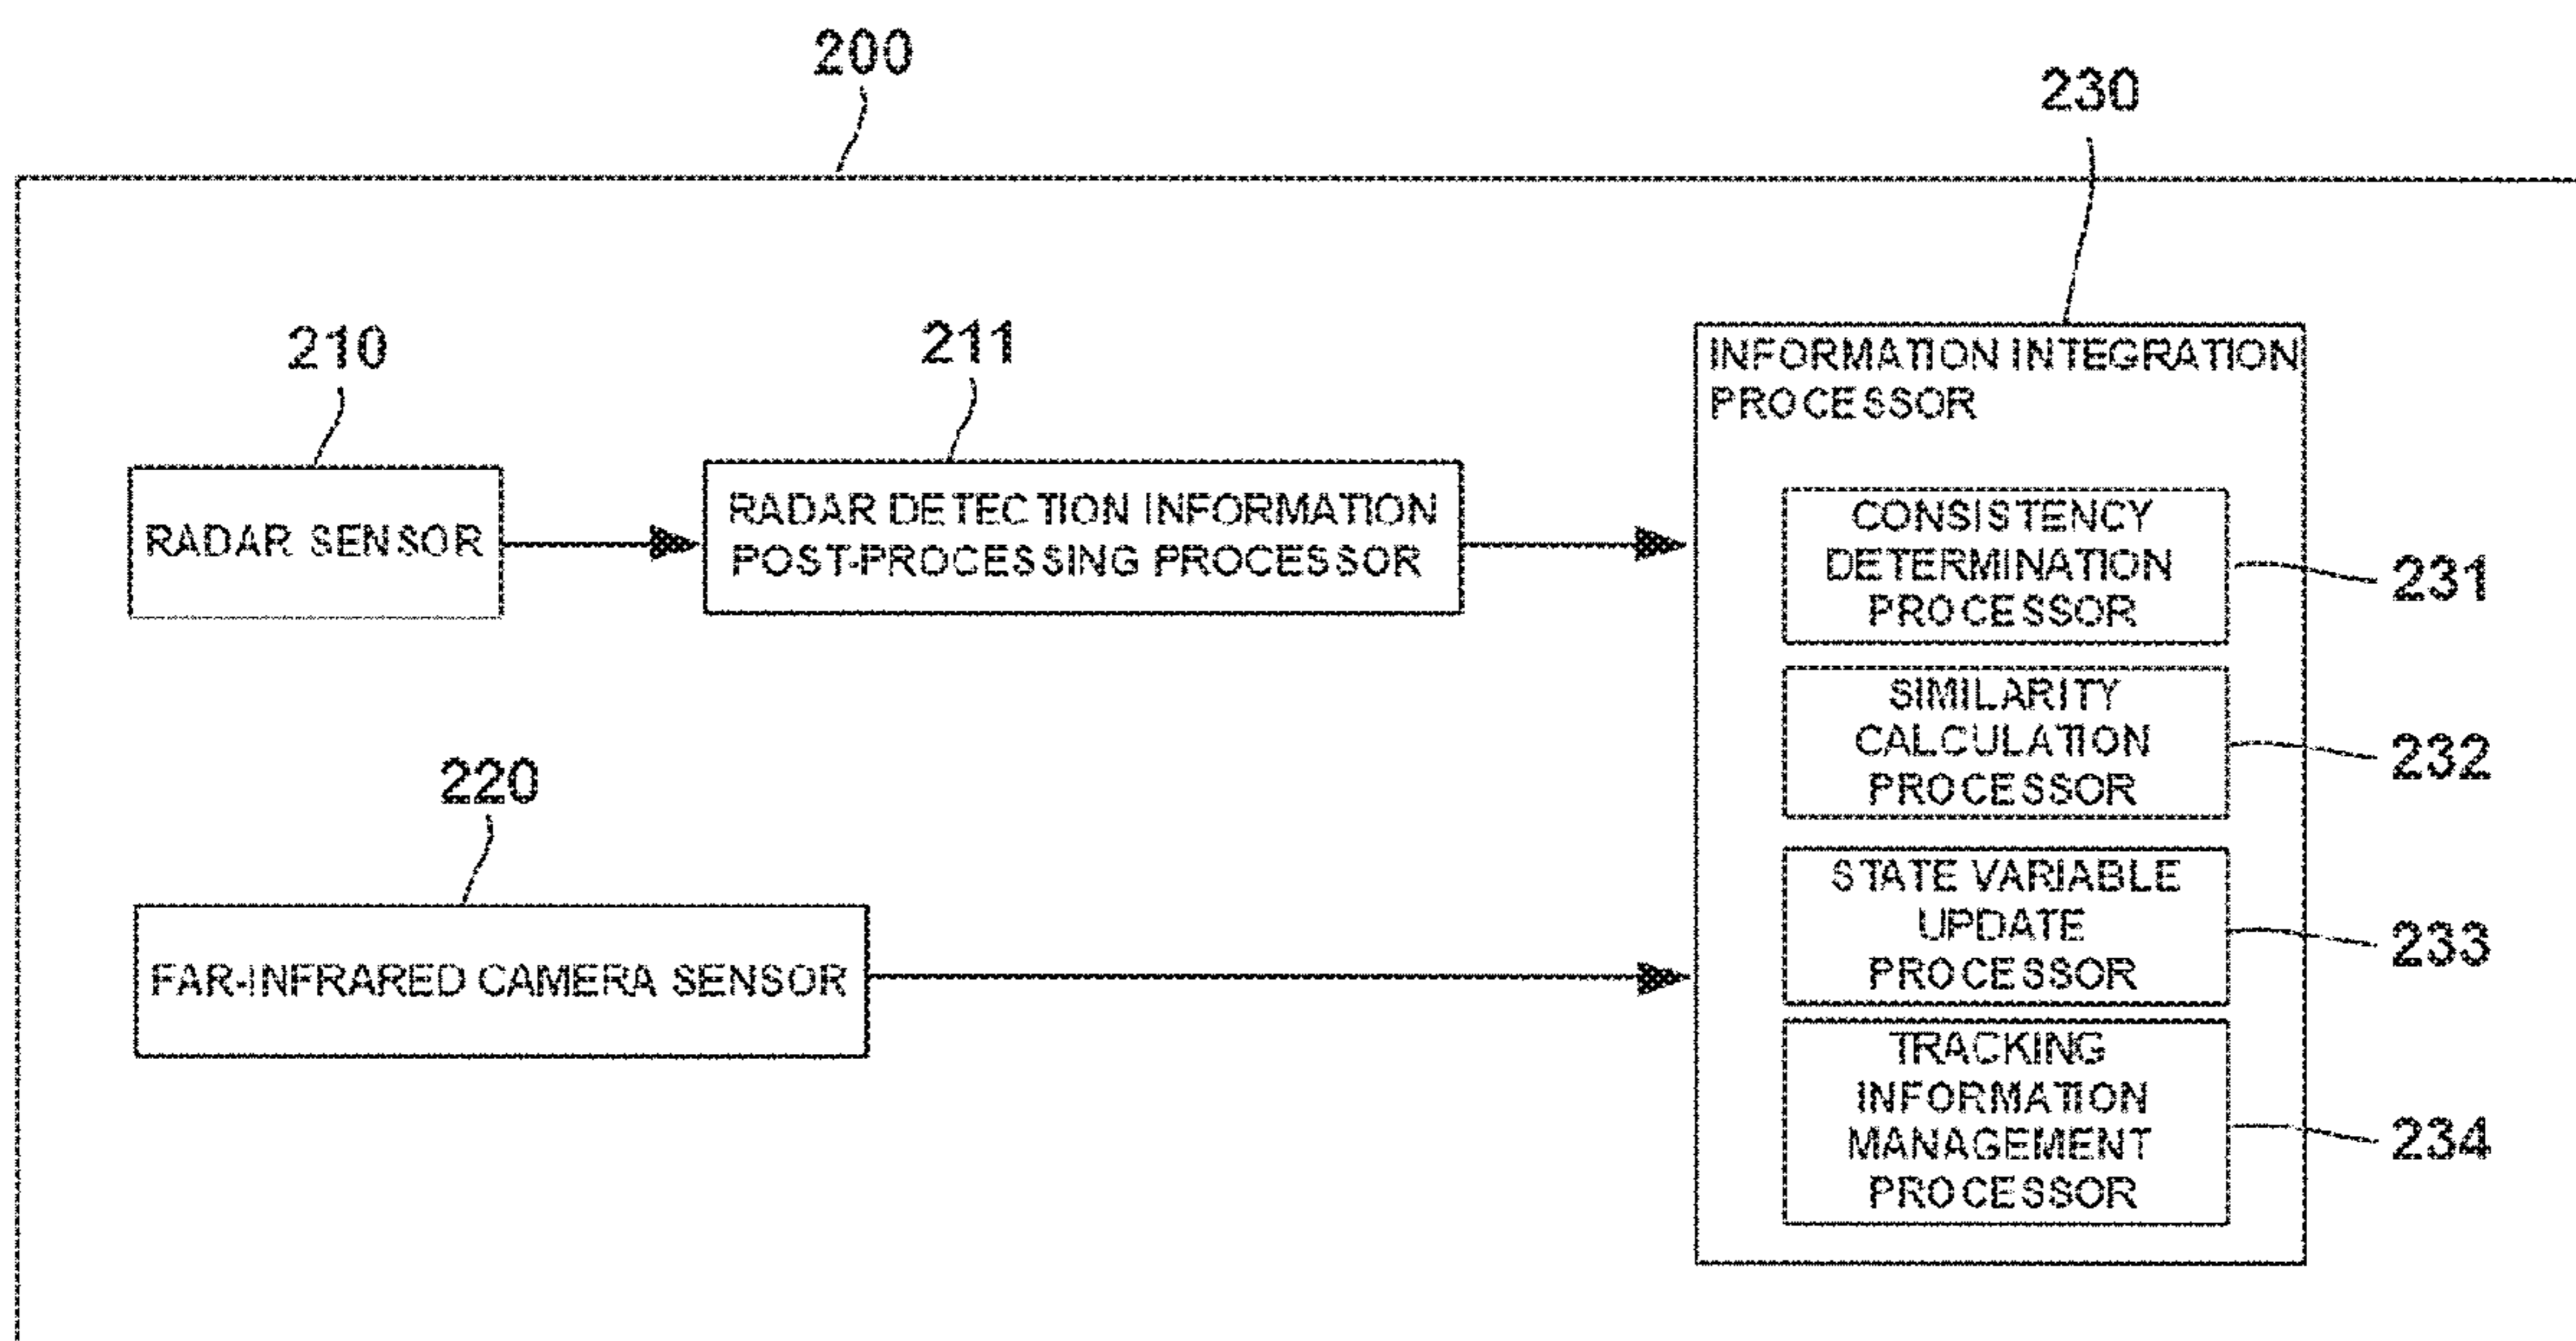 200
230
210
211
INFORMATION INTEGRATION
PROCESSOR
RADAR SENSOR
RADAR DETECTION INFORMATION
POST-PROCESSING PROCESSOR
CONSISTENCY
DETERMINATION
PROCESSOR
231
SIMILARITY
CALCULATION
PROCESSOR
232
220
FAR-INFRARED CAMERA SENSOR
STATE VARIABLE
UPDATE
PROCESSOR
233
TRACKING
INFORMATION
MANAGEMENT
PROCESSOR
234